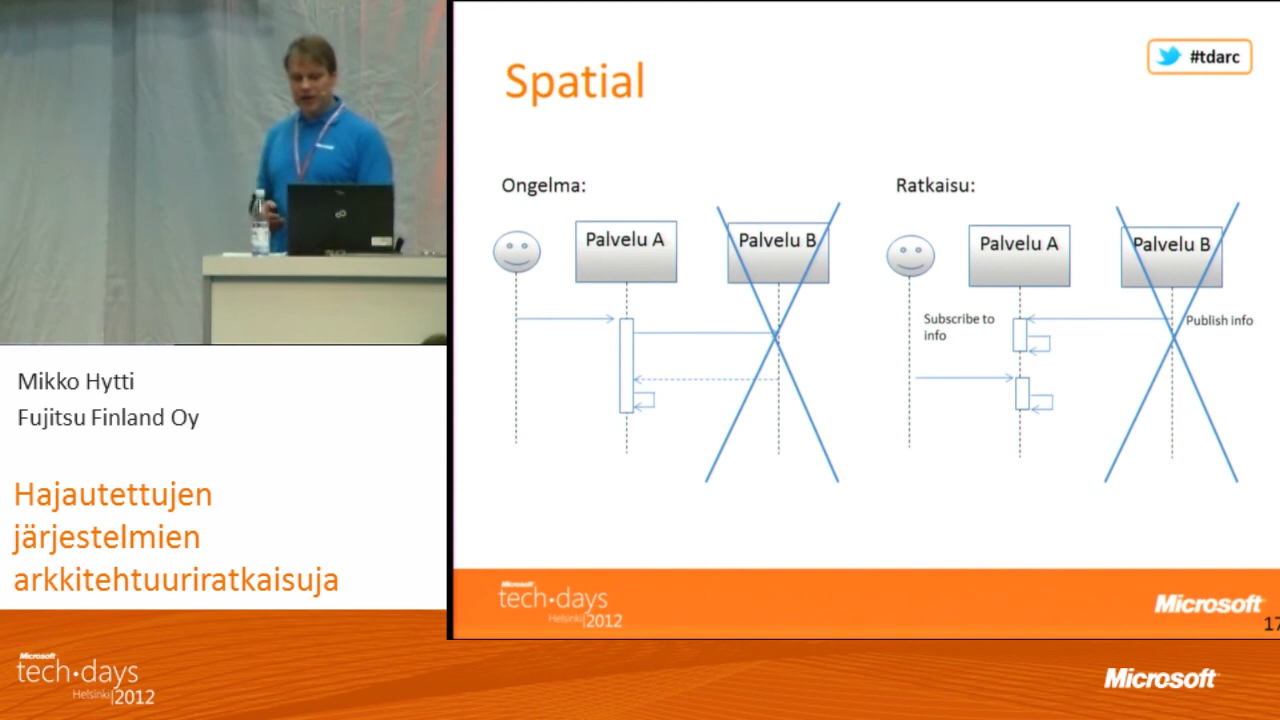 Spatial
#tdarc
Ongelma:
Ratkaisu:
Palvelu A
Palvelu B
Palvelu A
Palvelu B
Subscribe to
info
Publish info
Mikko Hytti
Fujitsu Finland Oy
Hajautettujen
järjestelmien
arkkitehtuuriratkaisuja
Microsoft
tech•days
Helsinki|2012
Microsoft
17
Microsoft
tech•days
Helsinki|2012
Microsoft